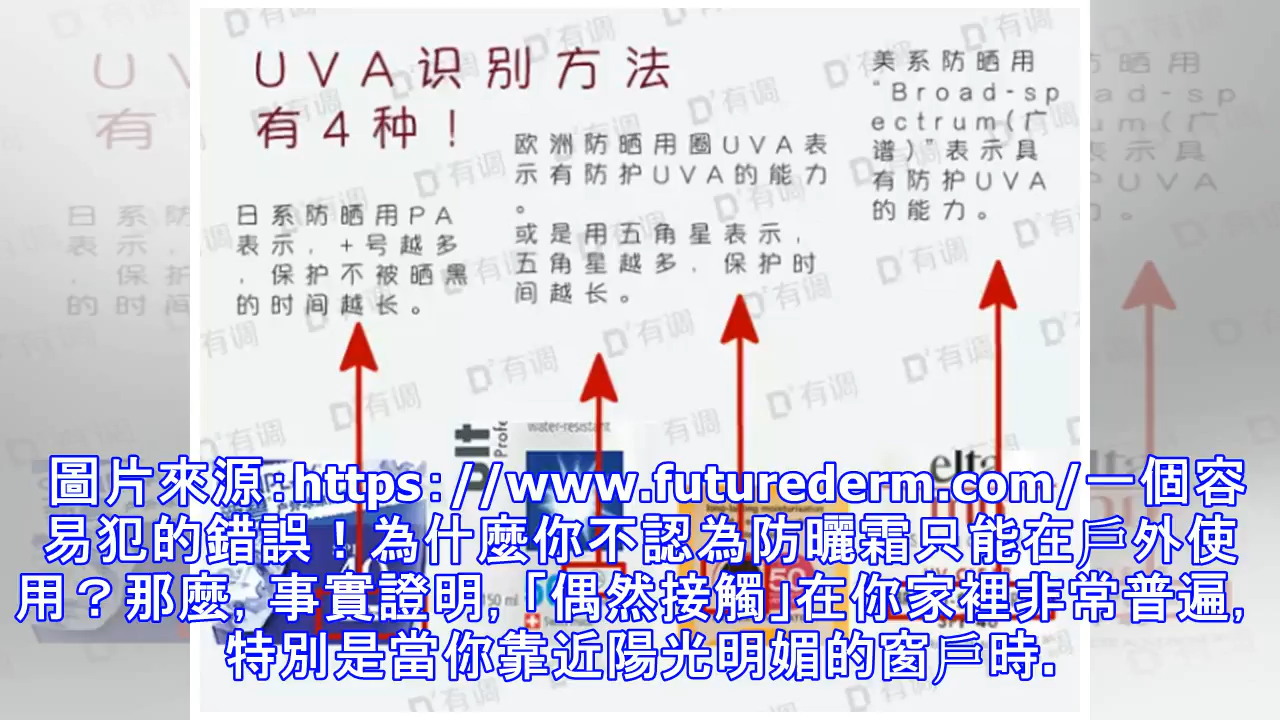 UVA识别方法
有4种！
日系防晒用PA
表示，+号越多
，保护不被晒黑
的时间越长。
欧洲防晒用圈UVA表
示有防护UVA的能力
。
或是用五角星表示，
五角星越多，保护时
间越长。
美系防晒用
“Broad-sp
ectrum(广
谱)”表示具
有防护UVA
的能力。
water-resistant
150 ml
elta
圖片來源:https://www.futurederm.com/一個容
易犯的錯誤！為什麼你不認為防曬霜只能在戶外使
用？那麼,事實證明,「偶然接觸」在你家裡非常普遍,
特別是當你靠近陽光明媚的窗戶時.
D'有调